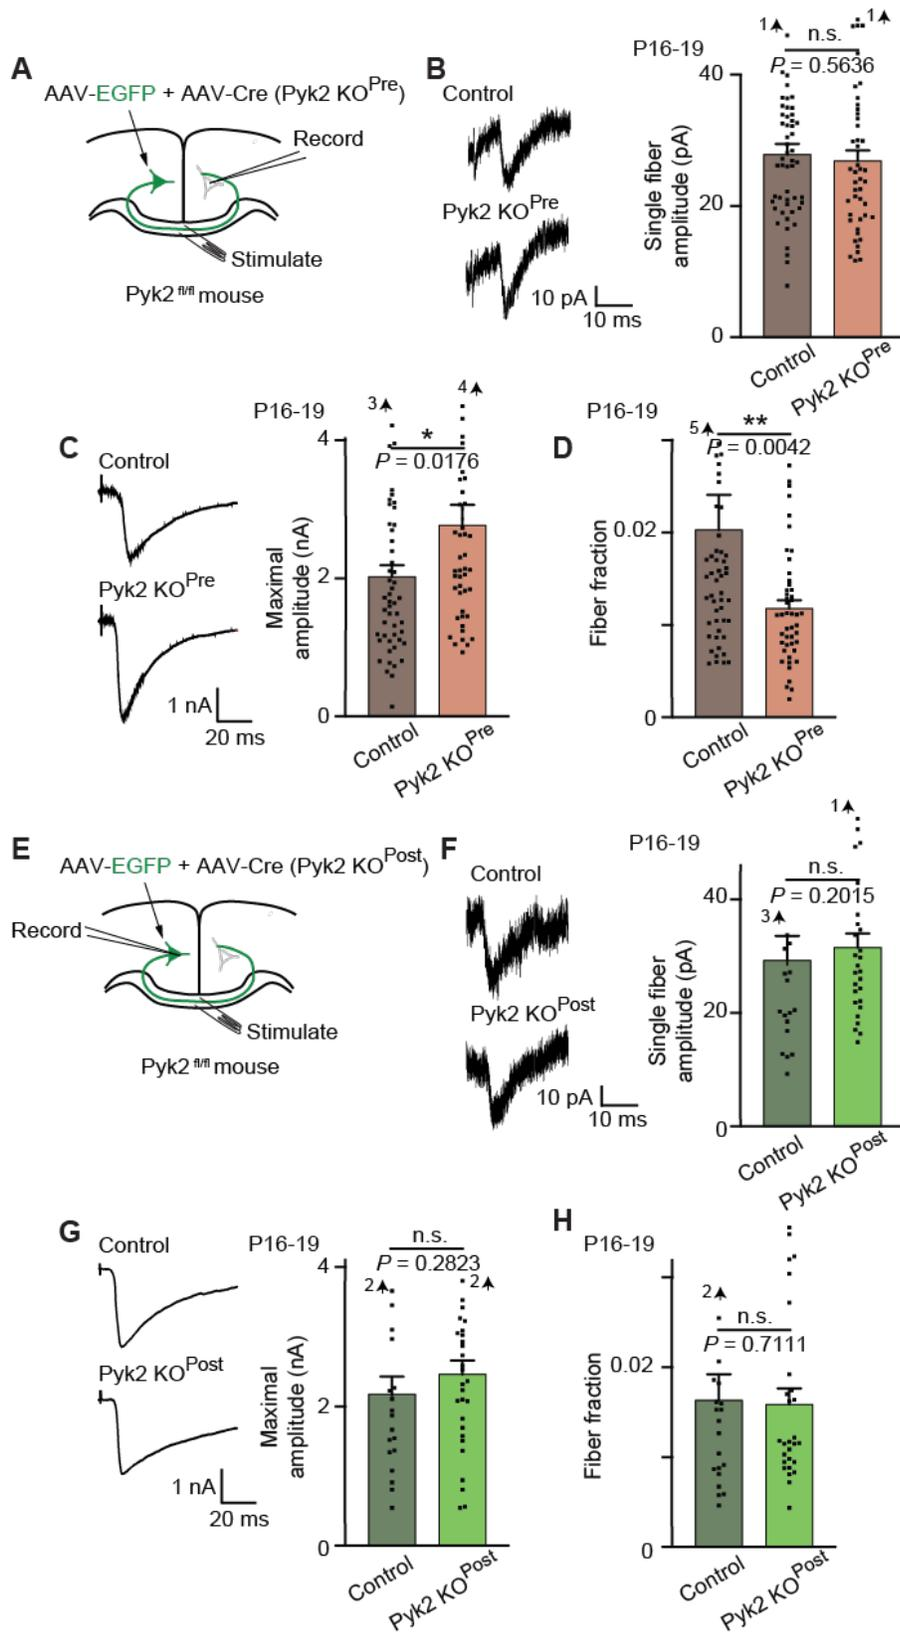 A
AAV-EGFP + AAV-Cre (Pyk2 KOPre)
Record
Stimulate
Pyk2 fl/fl mouse
B
Control
Pyk2 KOPre
10 pA
10 ms
P16-19
1
1
n.s.
P = 0.5636
40
20
0
Single fiber
amplitude (pA)
Control
Pyk2 KOPre
C
Control
Pyk2 KOPre
1 nA
20 ms
P16-19
3
4
*
P = 0.0176
4
2
0
Maximal
amplitude (nA)
Control
Pyk2 KOPre
D
P16-19
5
**
P = 0.0042
0.02
0
Fiber fraction
Control
Pyk2 KOPre
E
AAV-EGFP + AAV-Cre (Pyk2 KOPost)
Record
Stimulate
Pyk2 fl/fl mouse
F
Control
Pyk2 KOPost
10 pA
10 ms
P16-19
1
n.s.
P = 0.2015
3
40
20
0
Single fiber
amplitude (pA)
Control
Pyk2 KOPost
G
Control
Pyk2 KOPost
1 nA
20 ms
P16-19
n.s.
P = 0.2823
2
2
4
2
0
Maximal
amplitude (nA)
Control
Pyk2 KOPost
H
P16-19
2
n.s.
P = 0.7111
0.02
0
Fiber fraction
Control
Pyk2 KOPost